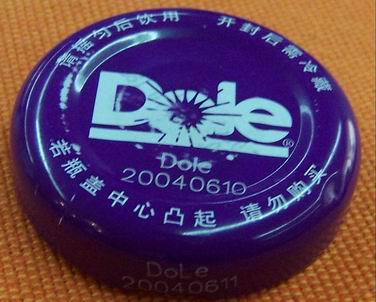 请摇匀后饮用 开封后需冷藏
Dole®
Dole
20040610
若瓶盖中心凸起 请勿购买
DoLe
20040611